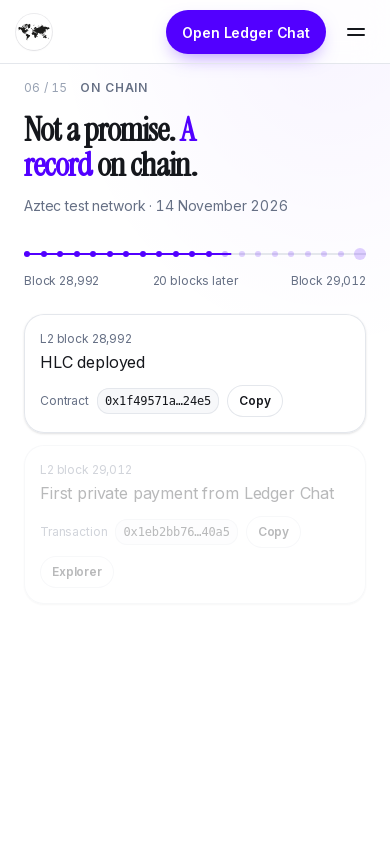 Open Ledger Chat
06 / 15 ON CHAIN
Not a promise. A
record on chain.
Aztec test network · 14 November 2026
Block 28,992 20 blocks later Block 29,012
L2 block 28,992
HLC deployed
Contract 0x1f49571a…24e5 Copy
L2 block 29,012
First private payment from Ledger Chat
Transaction 0x1eb2bb76…40a5 Copy
Explorer